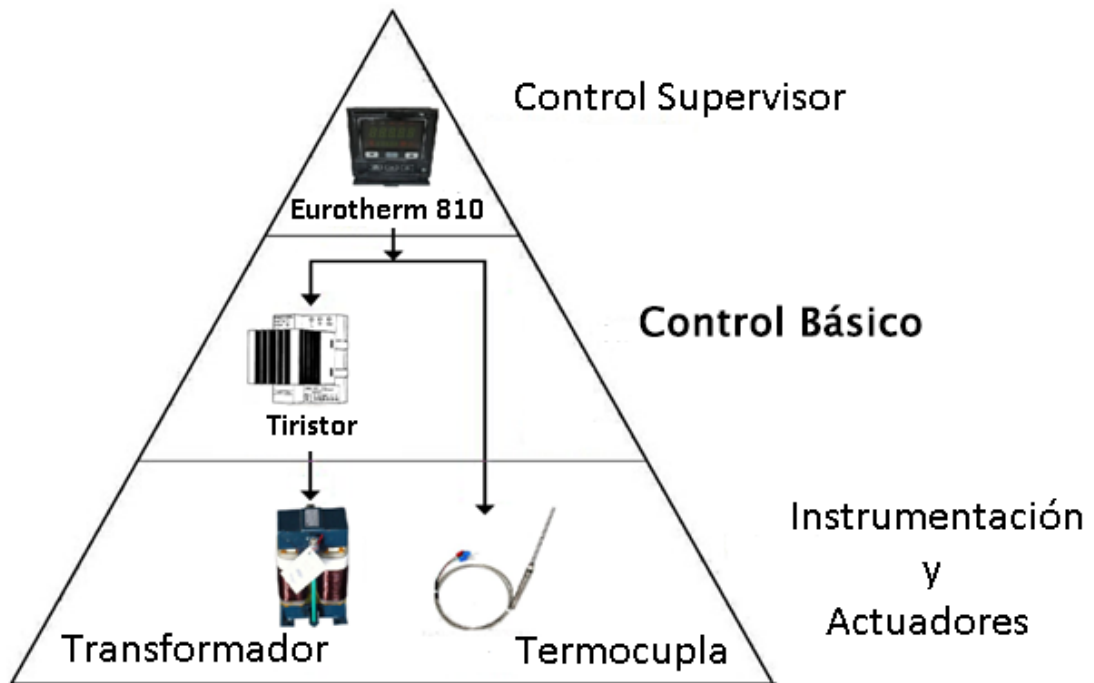 Control Supervisor
Eurotherm 810
Control Básico
Tiristor
Instrumentación
y
Actuadores
Transformador
Termocupla